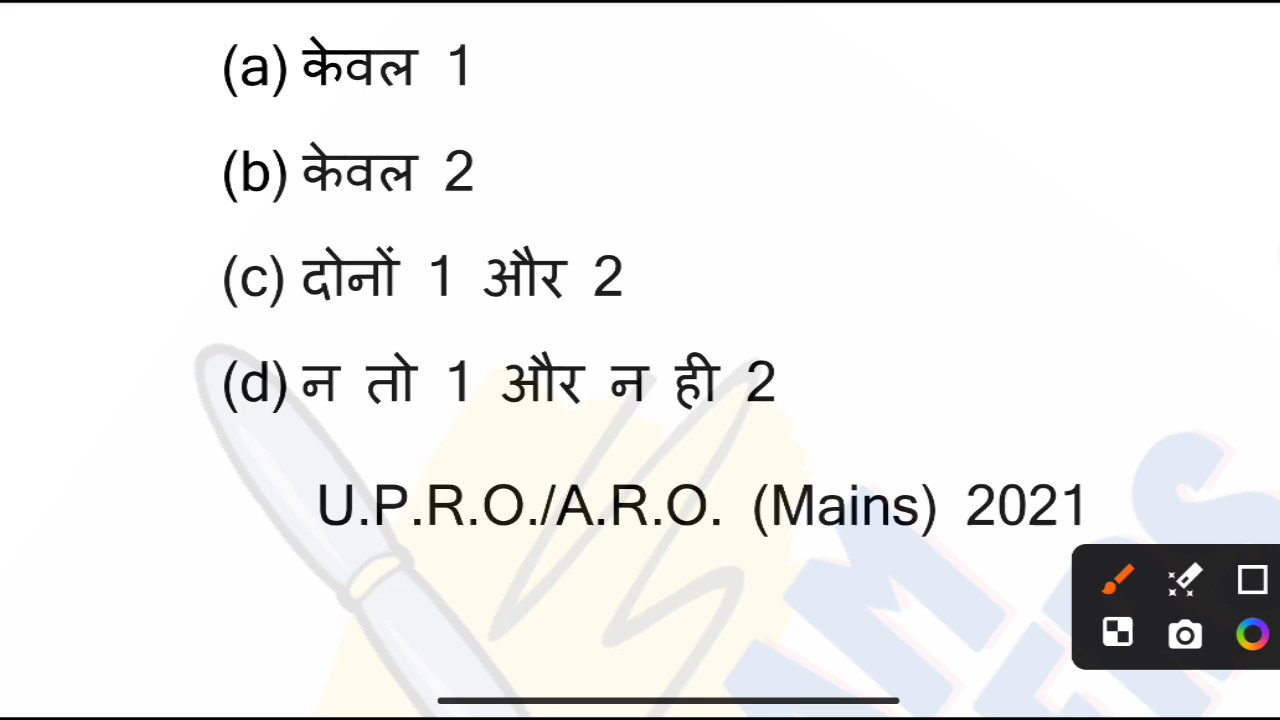 (a) केवल 1
(b) केवल 2
(c) दोनों 1 और 2
(d) न तो 1 और न ही 2
U.P.R.O./A.R.O. (Mains) 2021